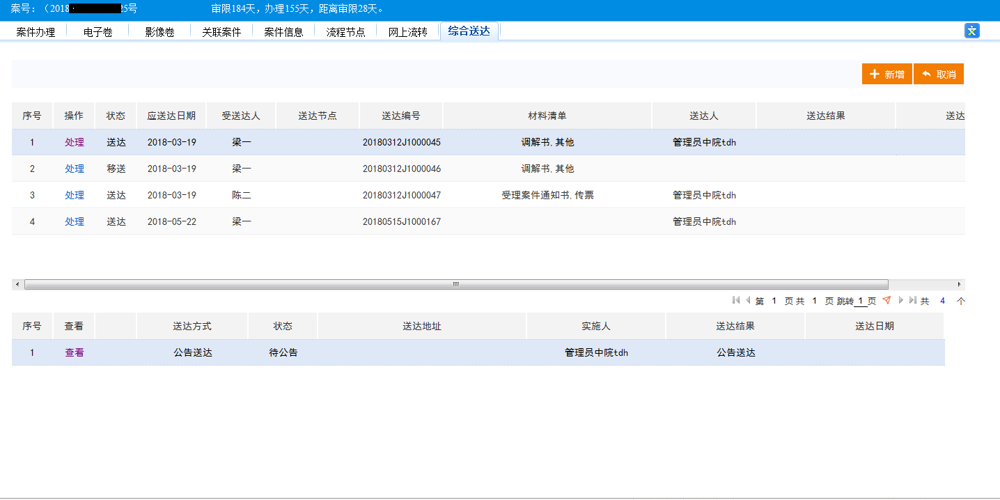 案号：（2018 25号 审限184天，办理155天，距离审限28天。
案件办理 电子卷 影像卷 关联案件 案件信息 流程节点 网上流转 综合送达
新增 取消
序号 操作 状态 应送达日期 受送达人 送达节点 送达编号 材料清单 送达人 送达结果 送达
1 处理 送达 2018-03-19 梁一 20180312J1000045 调解书,其他 管理员中院tdh
2 处理 移送 2018-03-19 梁一 20180312J1000046 调解书,其他
3 处理 送达 2018-03-19 陈二 20180312J1000047 受理案件通知书,传票 管理员中院tdh
4 处理 送达 2018-05-22 梁一 20180515J1000167 管理员中院tdh
第 1 页 共 1 页 跳转 1 页 共 4 个
序号 查看 送达方式 状态 送达地址 实施人 送达结果 送达日期
1 查看 公告送达 待公告 管理员中院tdh 公告送达